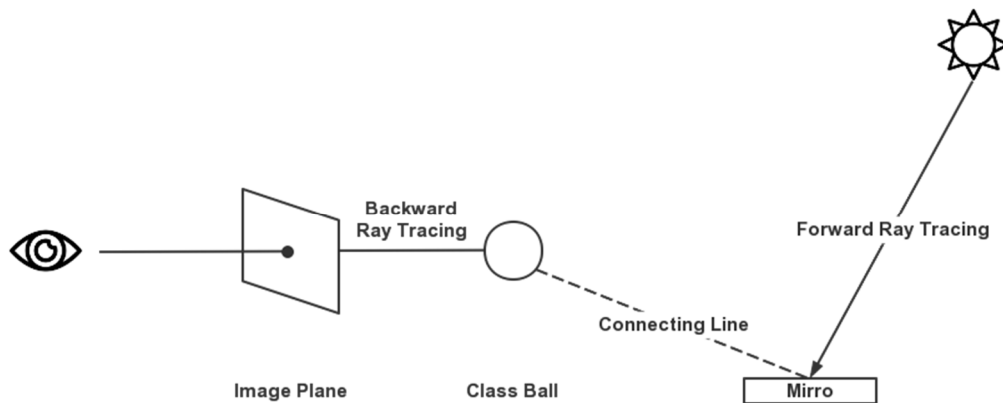 Backward
Ray Tracing
Forward Ray Tracing
Connecting Line
Image Plane
Class Ball
Mirro